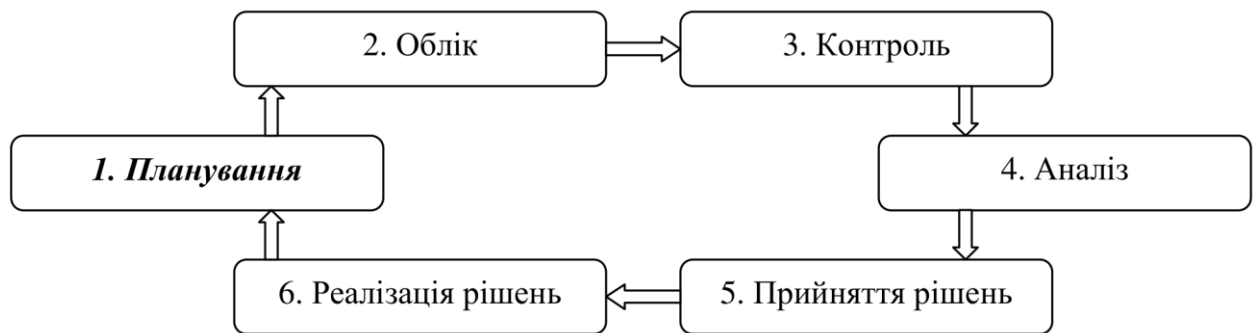 2. Облік
3. Контроль
1. Планування
4. Аналіз
6. Реалізація рішень
5. Прийняття рішень